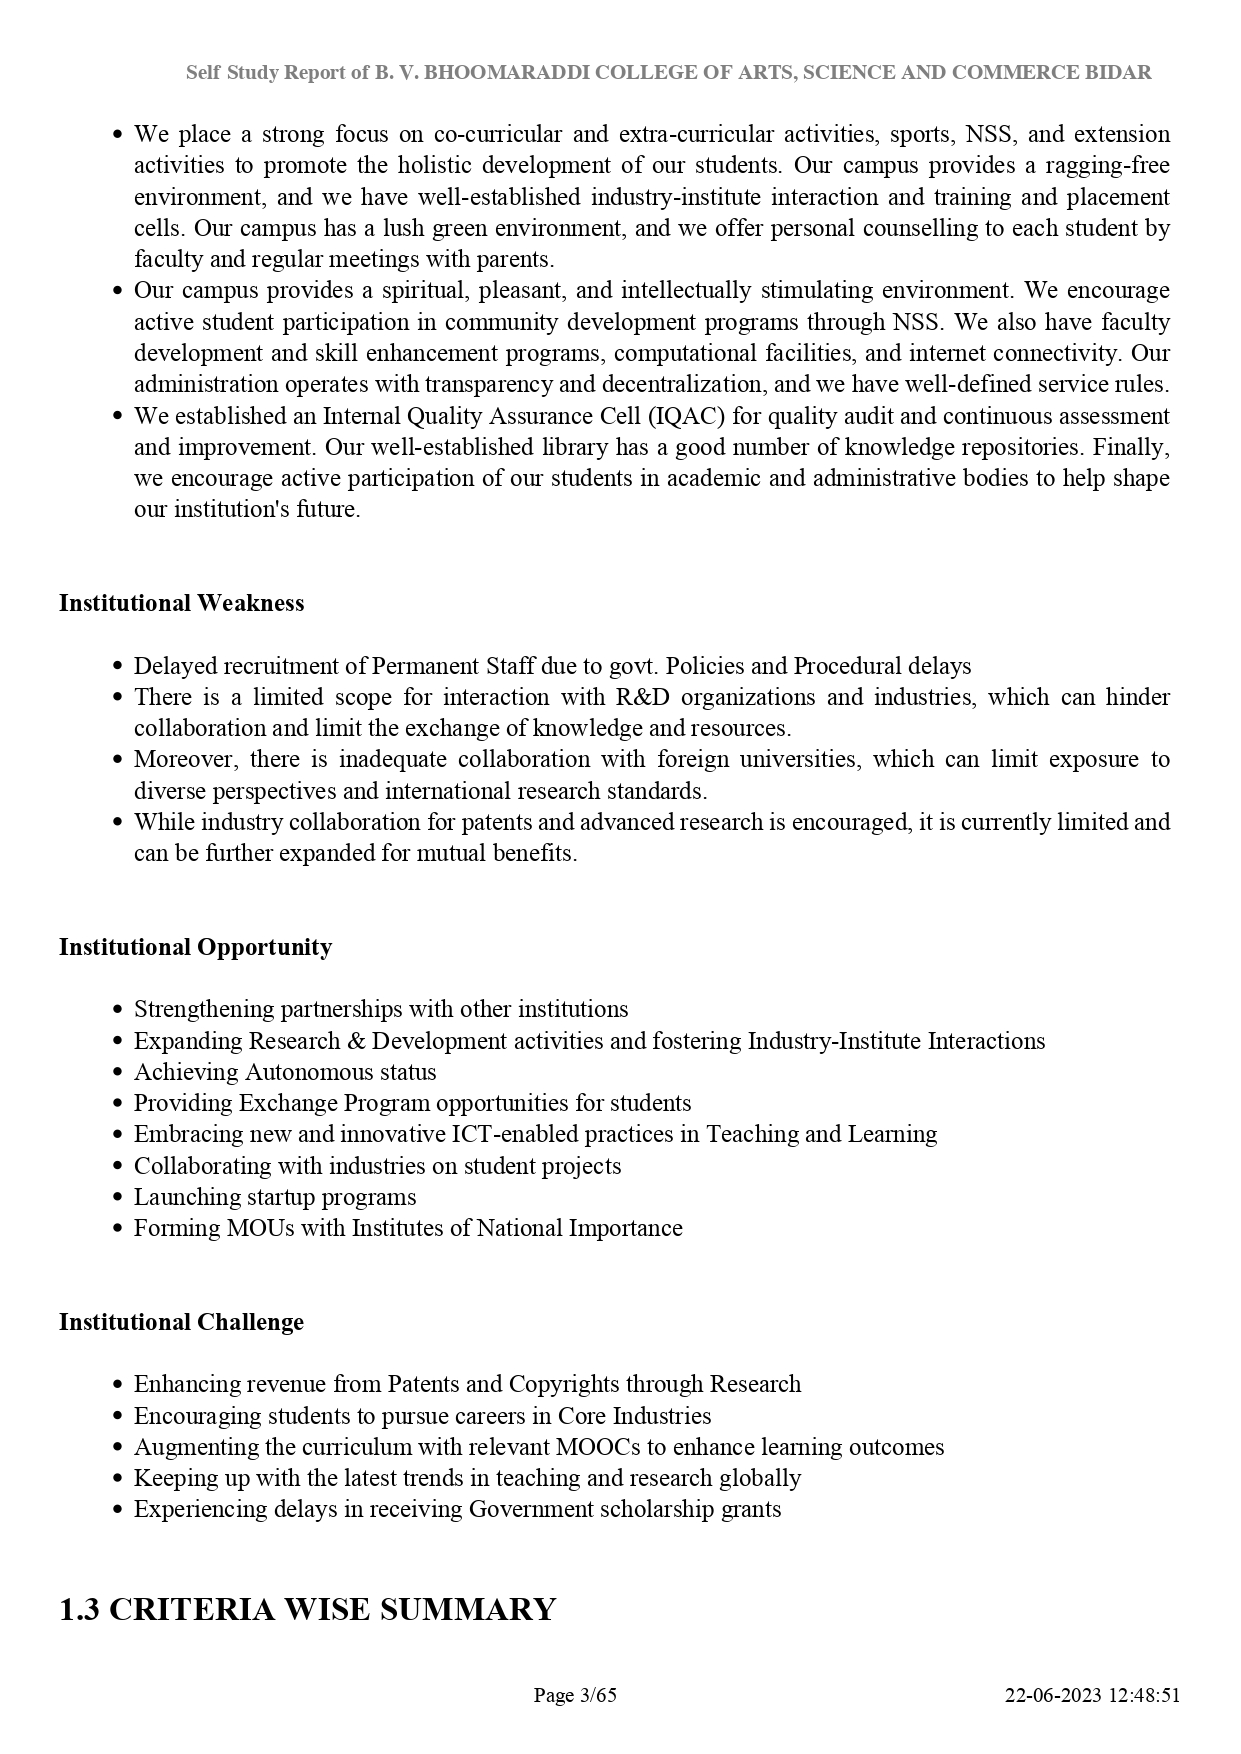 Self Study Report of B. V. BHOOMARADDI COLLEGE OF ARTS, SCIENCE AND COMMERCE BIDAR
• We place a strong focus on co-curricular and extra-curricular activities, sports, NSS, and extension
activities to promote the holistic development of our students. Our campus provides a ragging-free
environment, and we have well-established industry-institute interaction and training and placement
cells. Our campus has a lush green environment, and we offer personal counselling to each student by
faculty and regular meetings with parents.
• Our campus provides a spiritual, pleasant, and intellectually stimulating environment. We encourage
active student participation in community development programs through NSS. We also have faculty
development and skill enhancement programs, computational facilities, and internet connectivity. Our
administration operates with transparency and decentralization, and we have well-defined service rules.
• We established an Internal Quality Assurance Cell (IQAC) for quality audit and continuous assessment
and improvement. Our well-established library has a good number of knowledge repositories. Finally,
we encourage active participation of our students in academic and administrative bodies to help shape
our institution's future.
Institutional Weakness
• Delayed recruitment of Permanent Staff due to govt. Policies and Procedural delays
• There is a limited scope for interaction with R&D organizations and industries, which can hinder
collaboration and limit the exchange of knowledge and resources.
• Moreover, there is inadequate collaboration with foreign universities, which can limit exposure to
diverse perspectives and international research standards.
• While industry collaboration for patents and advanced research is encouraged, it is currently limited and
can be further expanded for mutual benefits.
Institutional Opportunity
• Strengthening partnerships with other institutions
• Expanding Research & Development activities and fostering Industry-Institute Interactions
• Achieving Autonomous status
• Providing Exchange Program opportunities for students
• Embracing new and innovative ICT-enabled practices in Teaching and Learning
• Collaborating with industries on student projects
• Launching startup programs
• Forming MOUs with Institutes of National Importance
Institutional Challenge
• Enhancing revenue from Patents and Copyrights through Research
• Encouraging students to pursue careers in Core Industries
• Augmenting the curriculum with relevant MOOCs to enhance learning outcomes
• Keeping up with the latest trends in teaching and research globally
• Experiencing delays in receiving Government scholarship grants
1.3 CRITERIA WISE SUMMARY
Page 3/65
22-06-2023 12:48:51